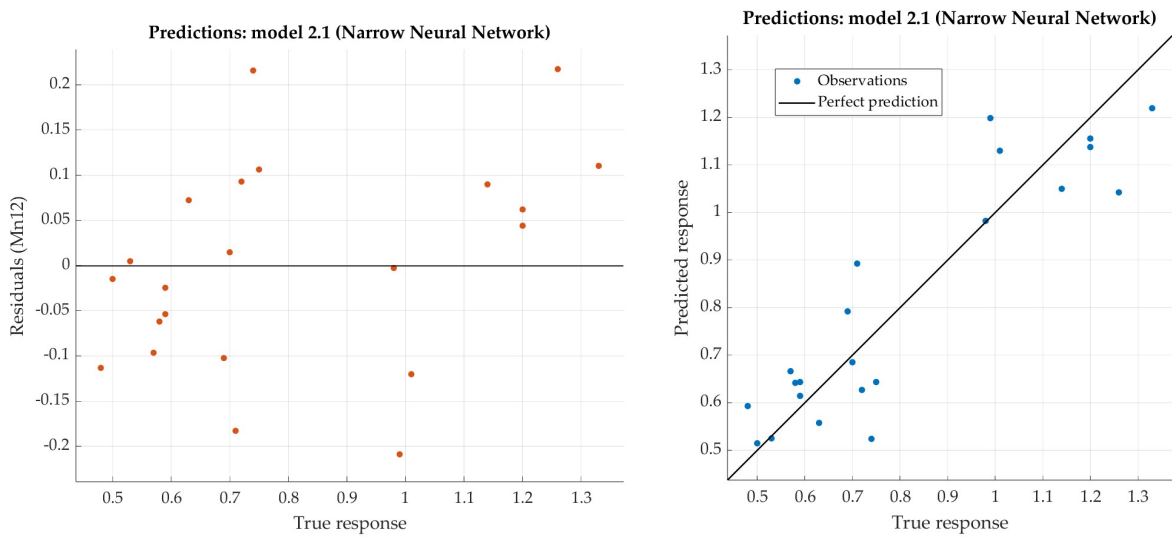 Predictions: model 2.1 (Narrow Neural Network)
Residuals (Mn12)
0.2
0.15
0.1
0.05
0
-0.05
-0.1
-0.15
-0.2
0.5 0.6 0.7 0.8 0.9 1 1.1 1.2 1.3
True response
Predictions: model 2.1 (Narrow Neural Network)
Observations
Perfect prediction
Predicted response
1.3
1.2
1.1
1
0.9
0.8
0.7
0.6
0.5
0.5 0.6 0.7 0.8 0.9 1 1.1 1.2 1.3
True response